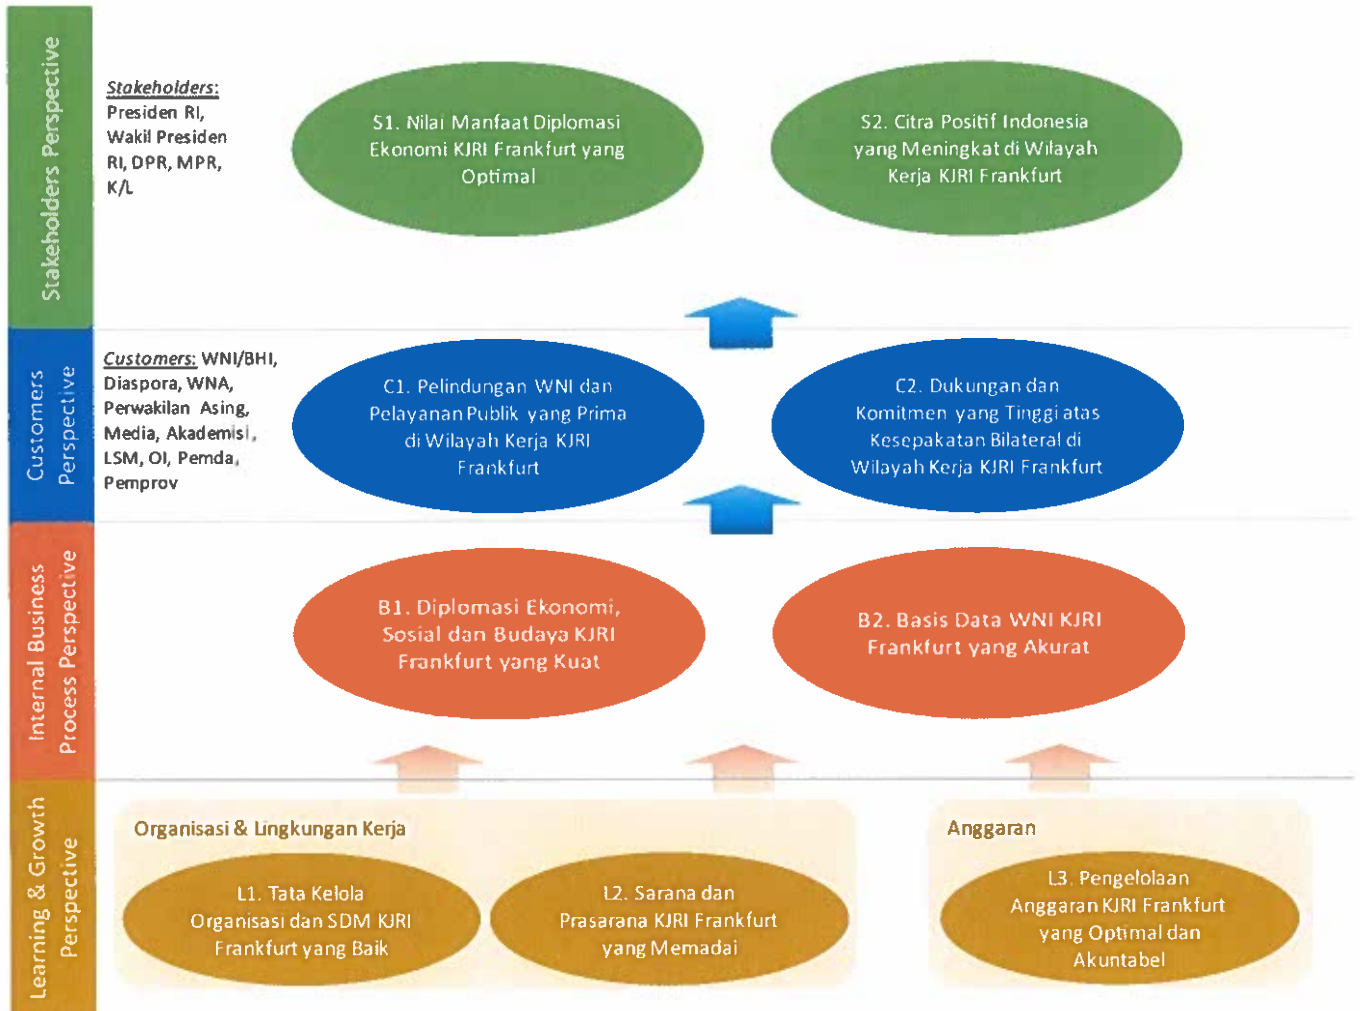 Stakeholders Perspective
Stakeholders:
Presiden RI,
Wakil Presiden
RI, DPR, MPR,
K/L
S1. Nilai Manfaat Diplomasi
Ekonomi KJRI Frankfurt yang
Optimal
S2. Citra Positif Indonesia
yang Meningkat di Wilayah
Kerja KJRI Frankfurt
Customers
Perspective
Customers: WNI/BHI,
Diaspora, WNA,
Perwakilan Asing,
Media, Akademisi,
LSM, OI, Pemda,
Pemprov
C1. Pelindungan WNI dan
Pelayanan Publik yang Prima
di Wilayah Kerja KJRI
Frankfurt
C2. Dukungan dan
Komitmen yang Tinggi atas
Kesepakatan Bilateral di
Wilayah Kerja KJRI Frankfurt
Internal Business
Process Perspective
B1. Diplomasi Ekonomi,
Sosial dan Budaya KJRI
Frankfurt yang Kuat
B2. Basis Data WNI KJRI
Frankfurt yang Akurat
Learning & Growth
Perspective
Organisasi & Lingkungan Kerja
L1. Tata Kelola
Organisasi dan SDM KJRI
Frankfurt yang Baik
L2. Sarana dan
Prasarana KJRI Frankfurt
yang Memadai
Anggaran
L3. Pengelolaan
Anggaran KJRI Frankfurt
yang Optimal dan
Akuntabel